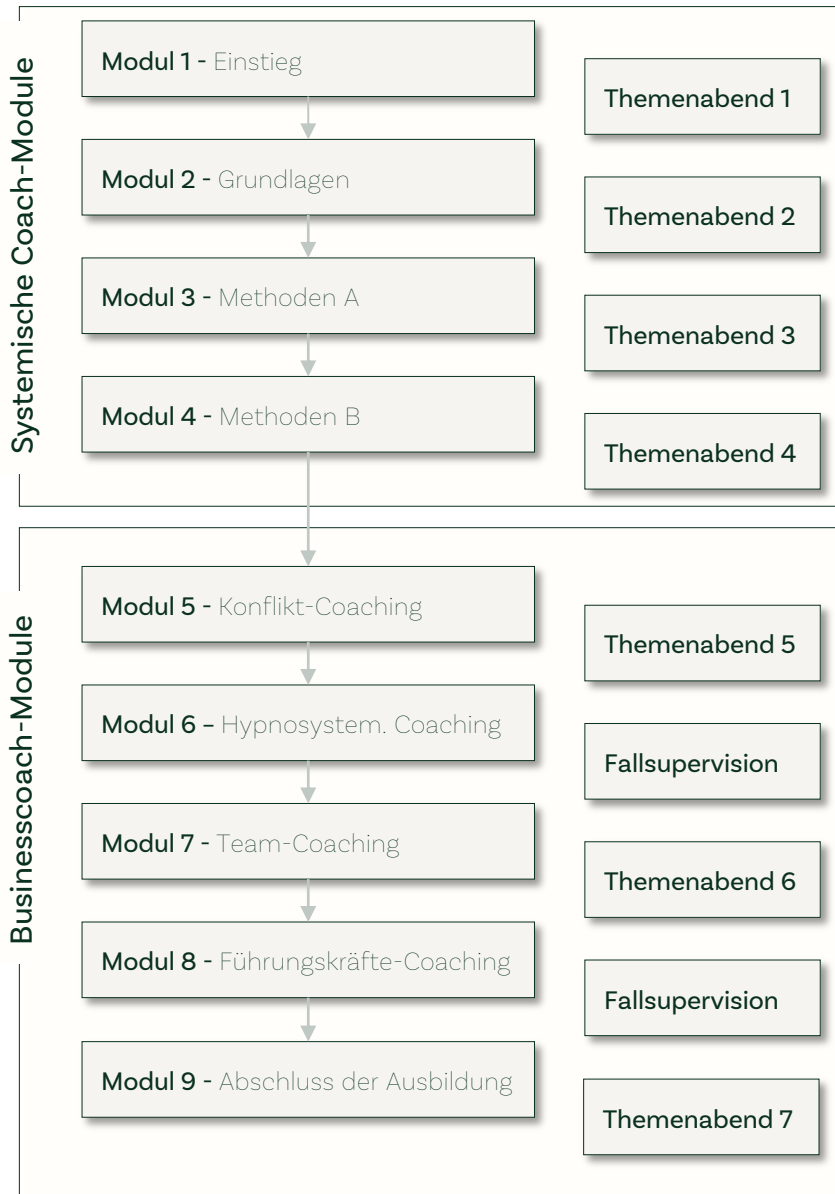 Systemische Coach-Module
Modul 1 - Einstieg
Themenabend 1
Modul 2 - Grundlagen
Themenabend 2
Modul 3 - Methoden A
Themenabend 3
Modul 4 - Methoden B
Themenabend 4
Businesscoach-Module
Modul 5 - Konflikt-Coaching
Themenabend 5
Modul 6 – Hypnosystem. Coaching
Fallsupervision
Modul 7 - Team-Coaching
Themenabend 6
Modul 8 - Führungskräfte-Coaching
Fallsupervision
Modul 9 - Abschluss der Ausbildung
Themenabend 7